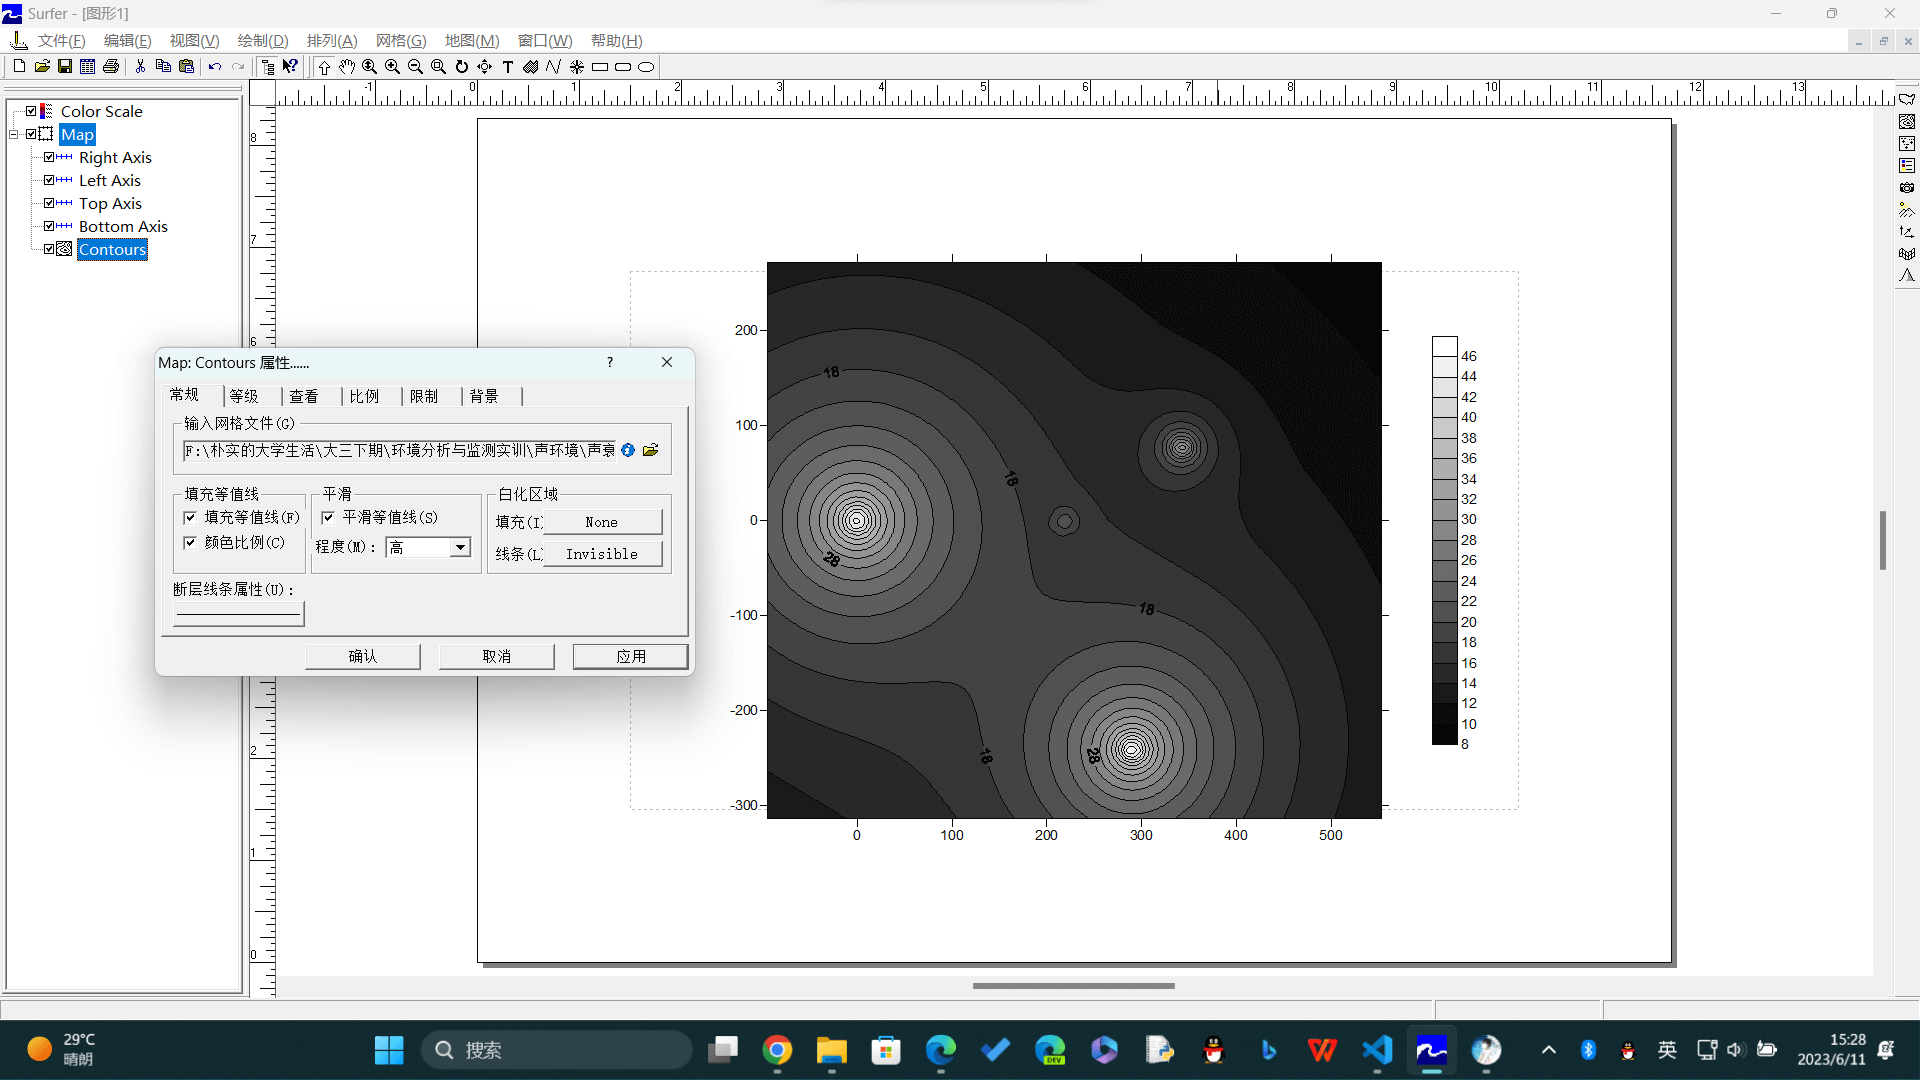 Surfer - [图形1]
文件(F) 编辑(E) 视图(V) 绘制(D) 排列(A) 网格(G) 地图(M) 窗口(W) 帮助(H)
-1 0 1 2 3 4 5 6 7 8 9 10 11 12 13
Color Scale
Map
Right Axis
Left Axis
Top Axis
Bottom Axis
Contours
8
7
6
2
1
0
Map: Contours 属性......
?
常规 等级 查看 比例 限制 背景
输入网格文件(G)
F:\朴实的大学生活\大三下期\环境分析与监测实训\声环境\声衰
填充等值线 平滑 白化区域
填充等值线(F) 平滑等值线(S) 填充(I) None
颜色比例(C) 程度(M)： 高 线条(L) Invisible
断层线条属性(U)：
确认 取消 应用
200
100
0
-100
-200
-300
0 100 200 300 400 500
18
18
28
18
18
28
46
44
42
40
38
36
34
32
30
28
26
24
22
20
18
16
14
12
10
8
29°C
晴朗
搜索
DEV
英
15:28
2023/6/11